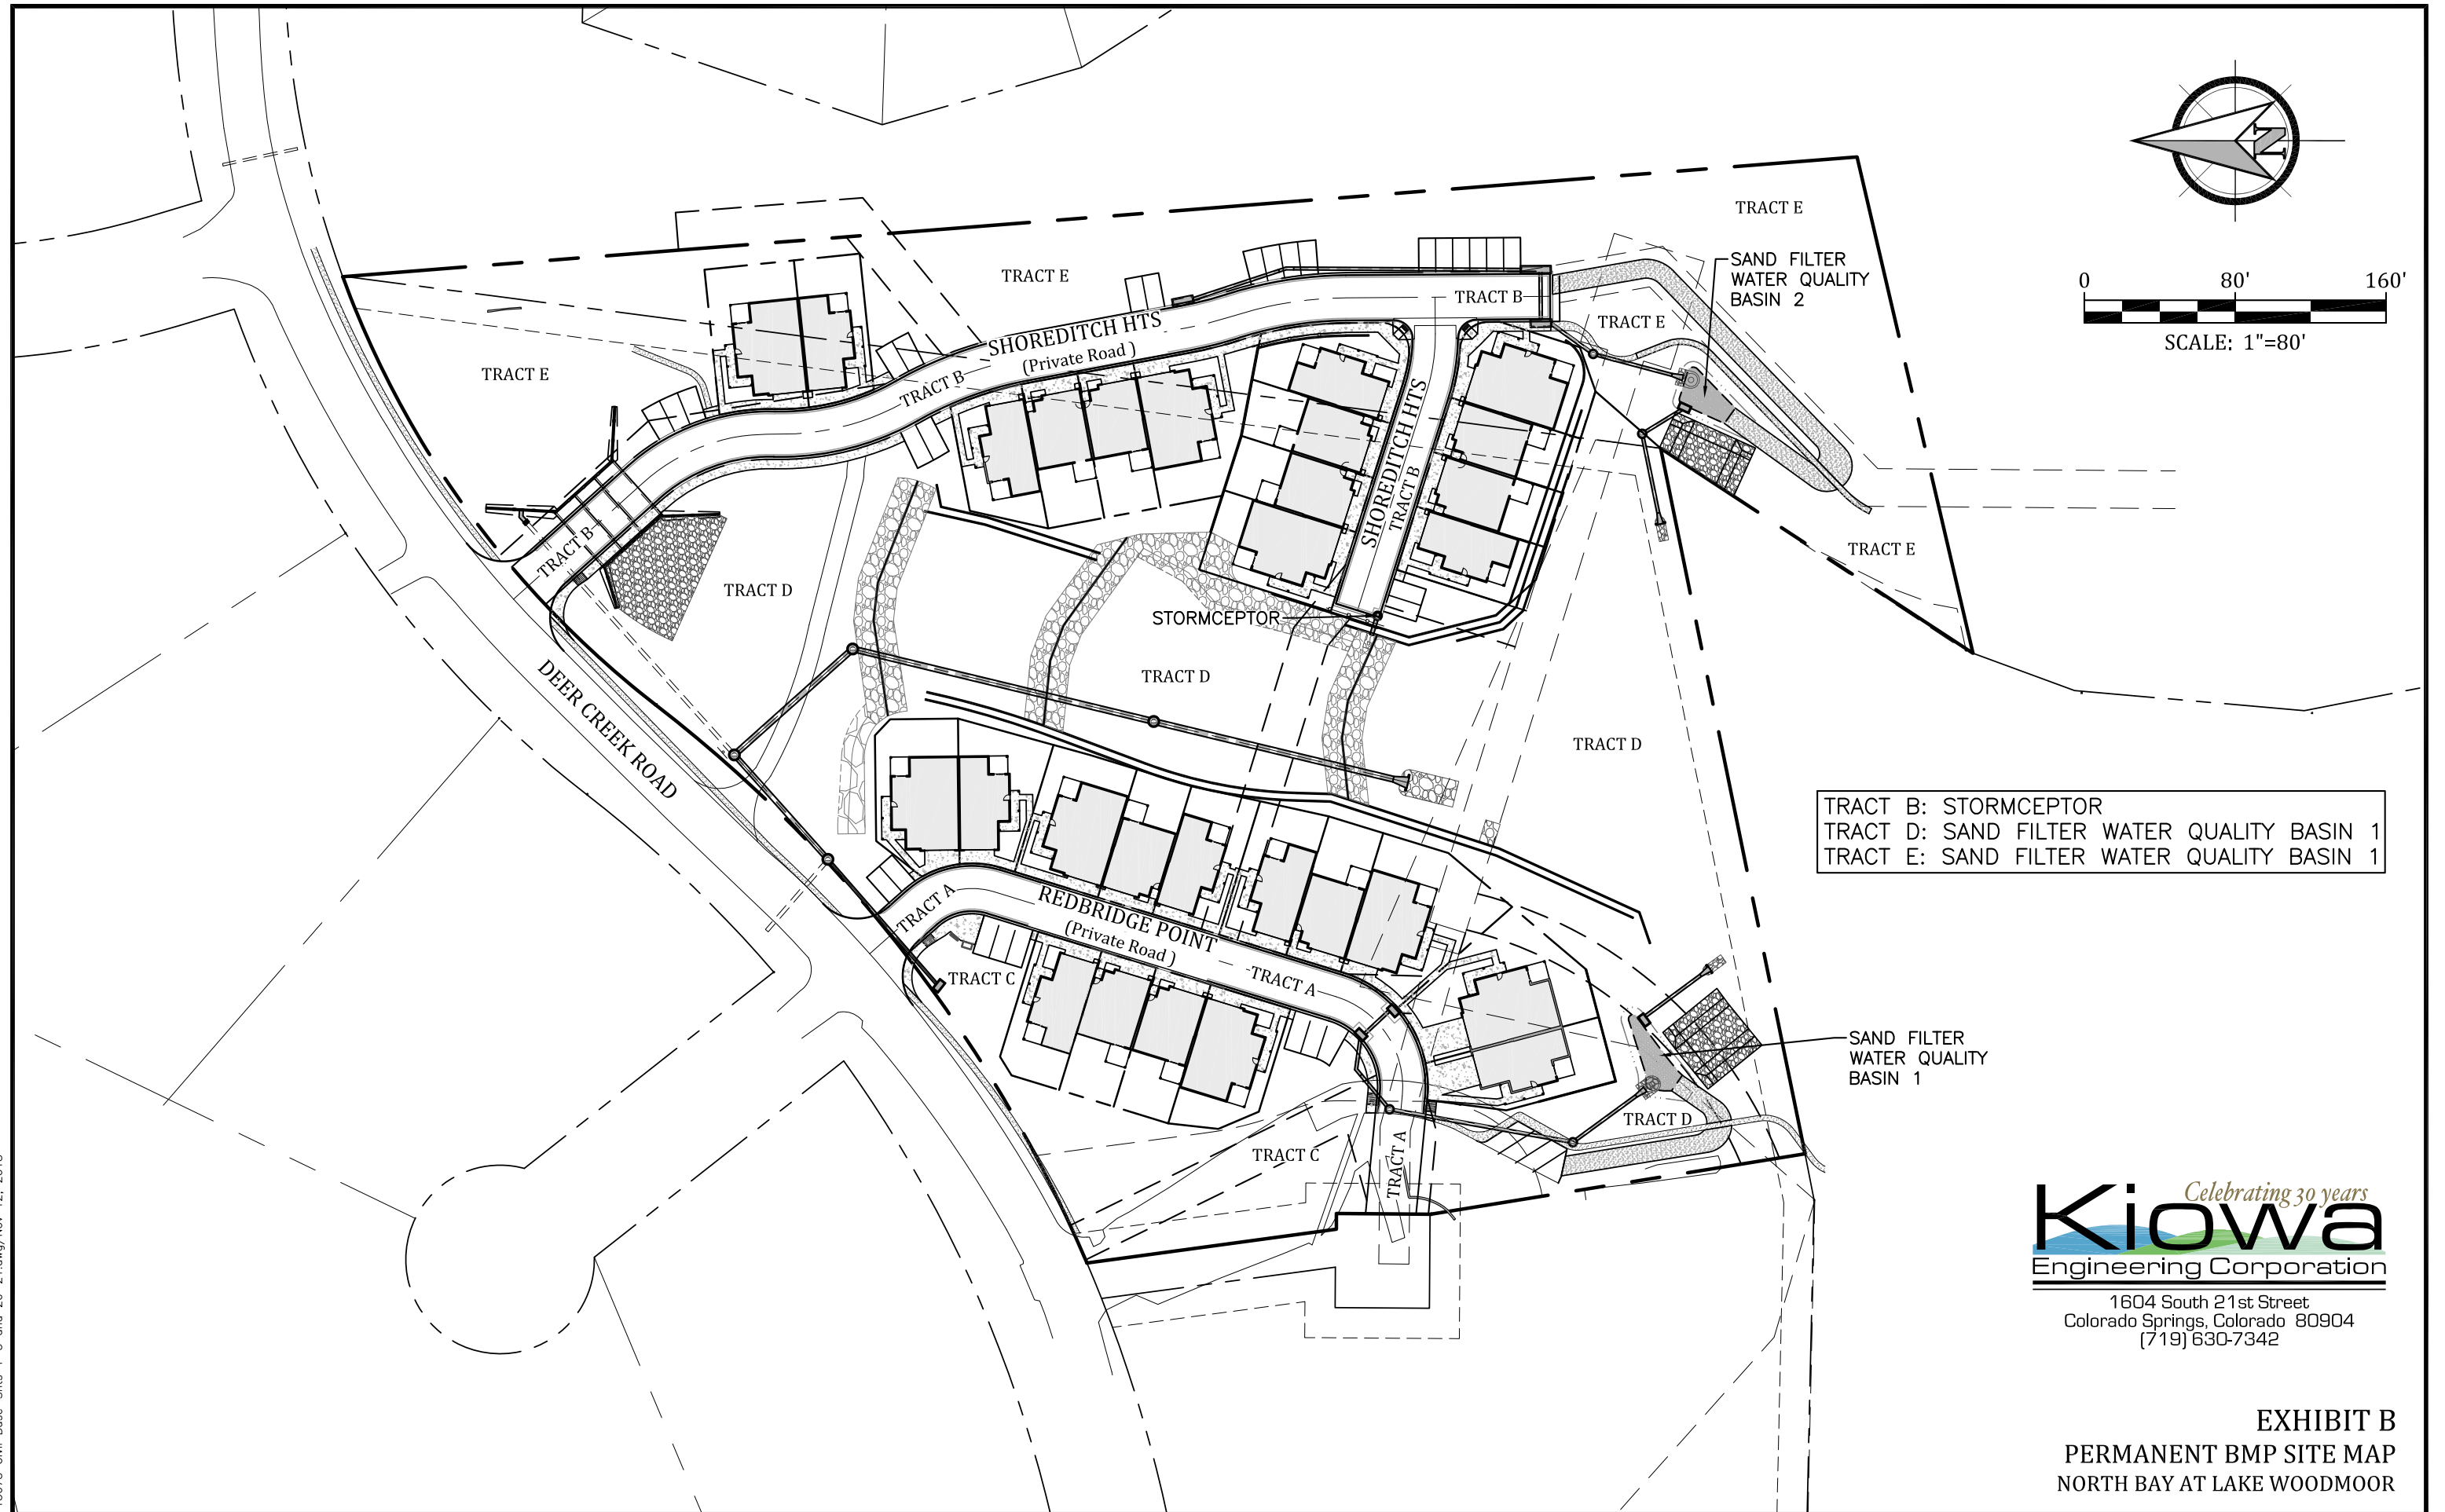 TRACT E
SAND FILTER
WATER QUALITY
BASIN 2
N
0 80' 160'
SCALE: 1"=80'
TRACT E
TRACT B
TRACT E
SHOREDITCH HTS
(Private Road )
TRACT B
TRACT E
SHOREDITCH HTS
TRACT B
TRACT E
TRACT B
TRACT D
STORMCEPTOR
TRACT D
TRACT D
DEER CREEK ROAD
TRACT B: STORMCEPTOR
TRACT D: SAND FILTER WATER QUALITY BASIN 1
TRACT E: SAND FILTER WATER QUALITY BASIN 1
TRACT A
REDBRIDGE POINT
(Private Road )
TRACT A
TRACT C
SAND FILTER
WATER QUALITY
BASIN 1
TRACT D
TRACT C
TRACT A
Celebrating 30 years
Kiowa
Engineering Corporation
1604 South 21st Street
Colorado Springs, Colorado 80904
(719) 630-7342
EXHIBIT B
PERMANENT BMP SITE MAP
NORTH BAY AT LAKE WOODMOOR